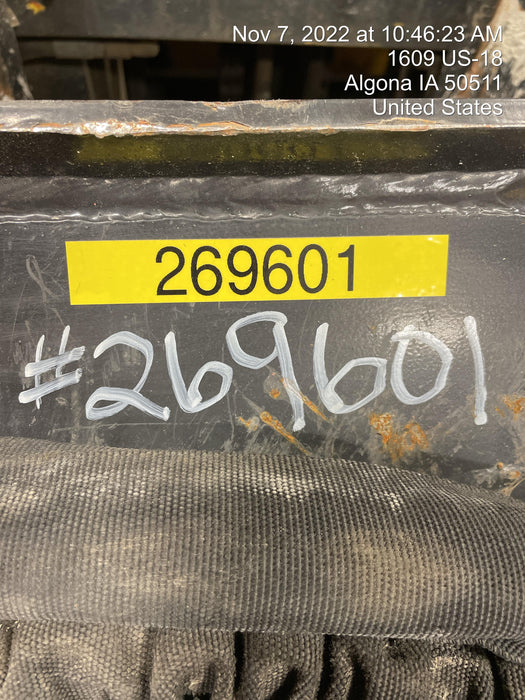 Nov 7, 2022 at 10:46:23 AM
1609 US-18
Algona IA 50511
United States
269601
#269601